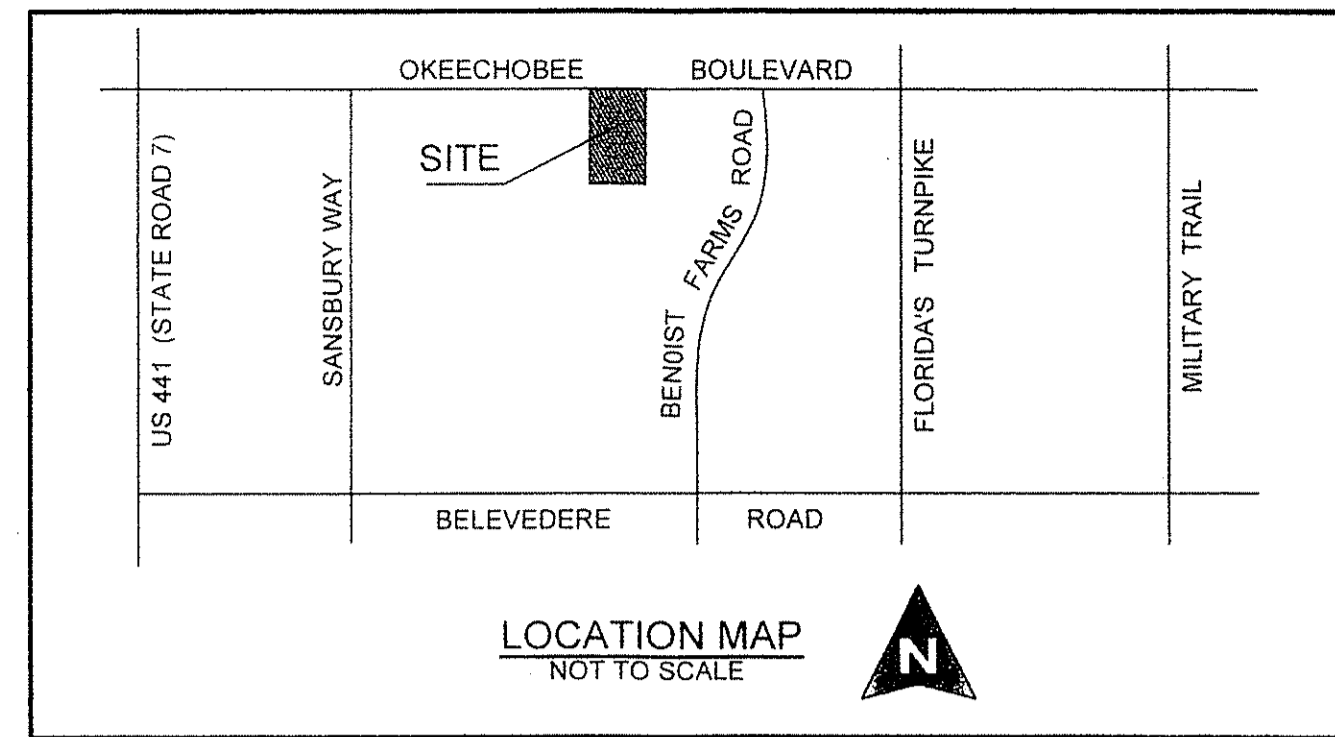 OKEECHOBEE BOULEVARD
SITE
US 441 (STATE ROAD 7)
SANSBURY WAY
BEN0IST FARMS ROAD
FLORIDA'S TURNPIKE
MILITARY TRAIL
BELEVEDERE ROAD
LOCATION MAP
NOT TO SCALE
N